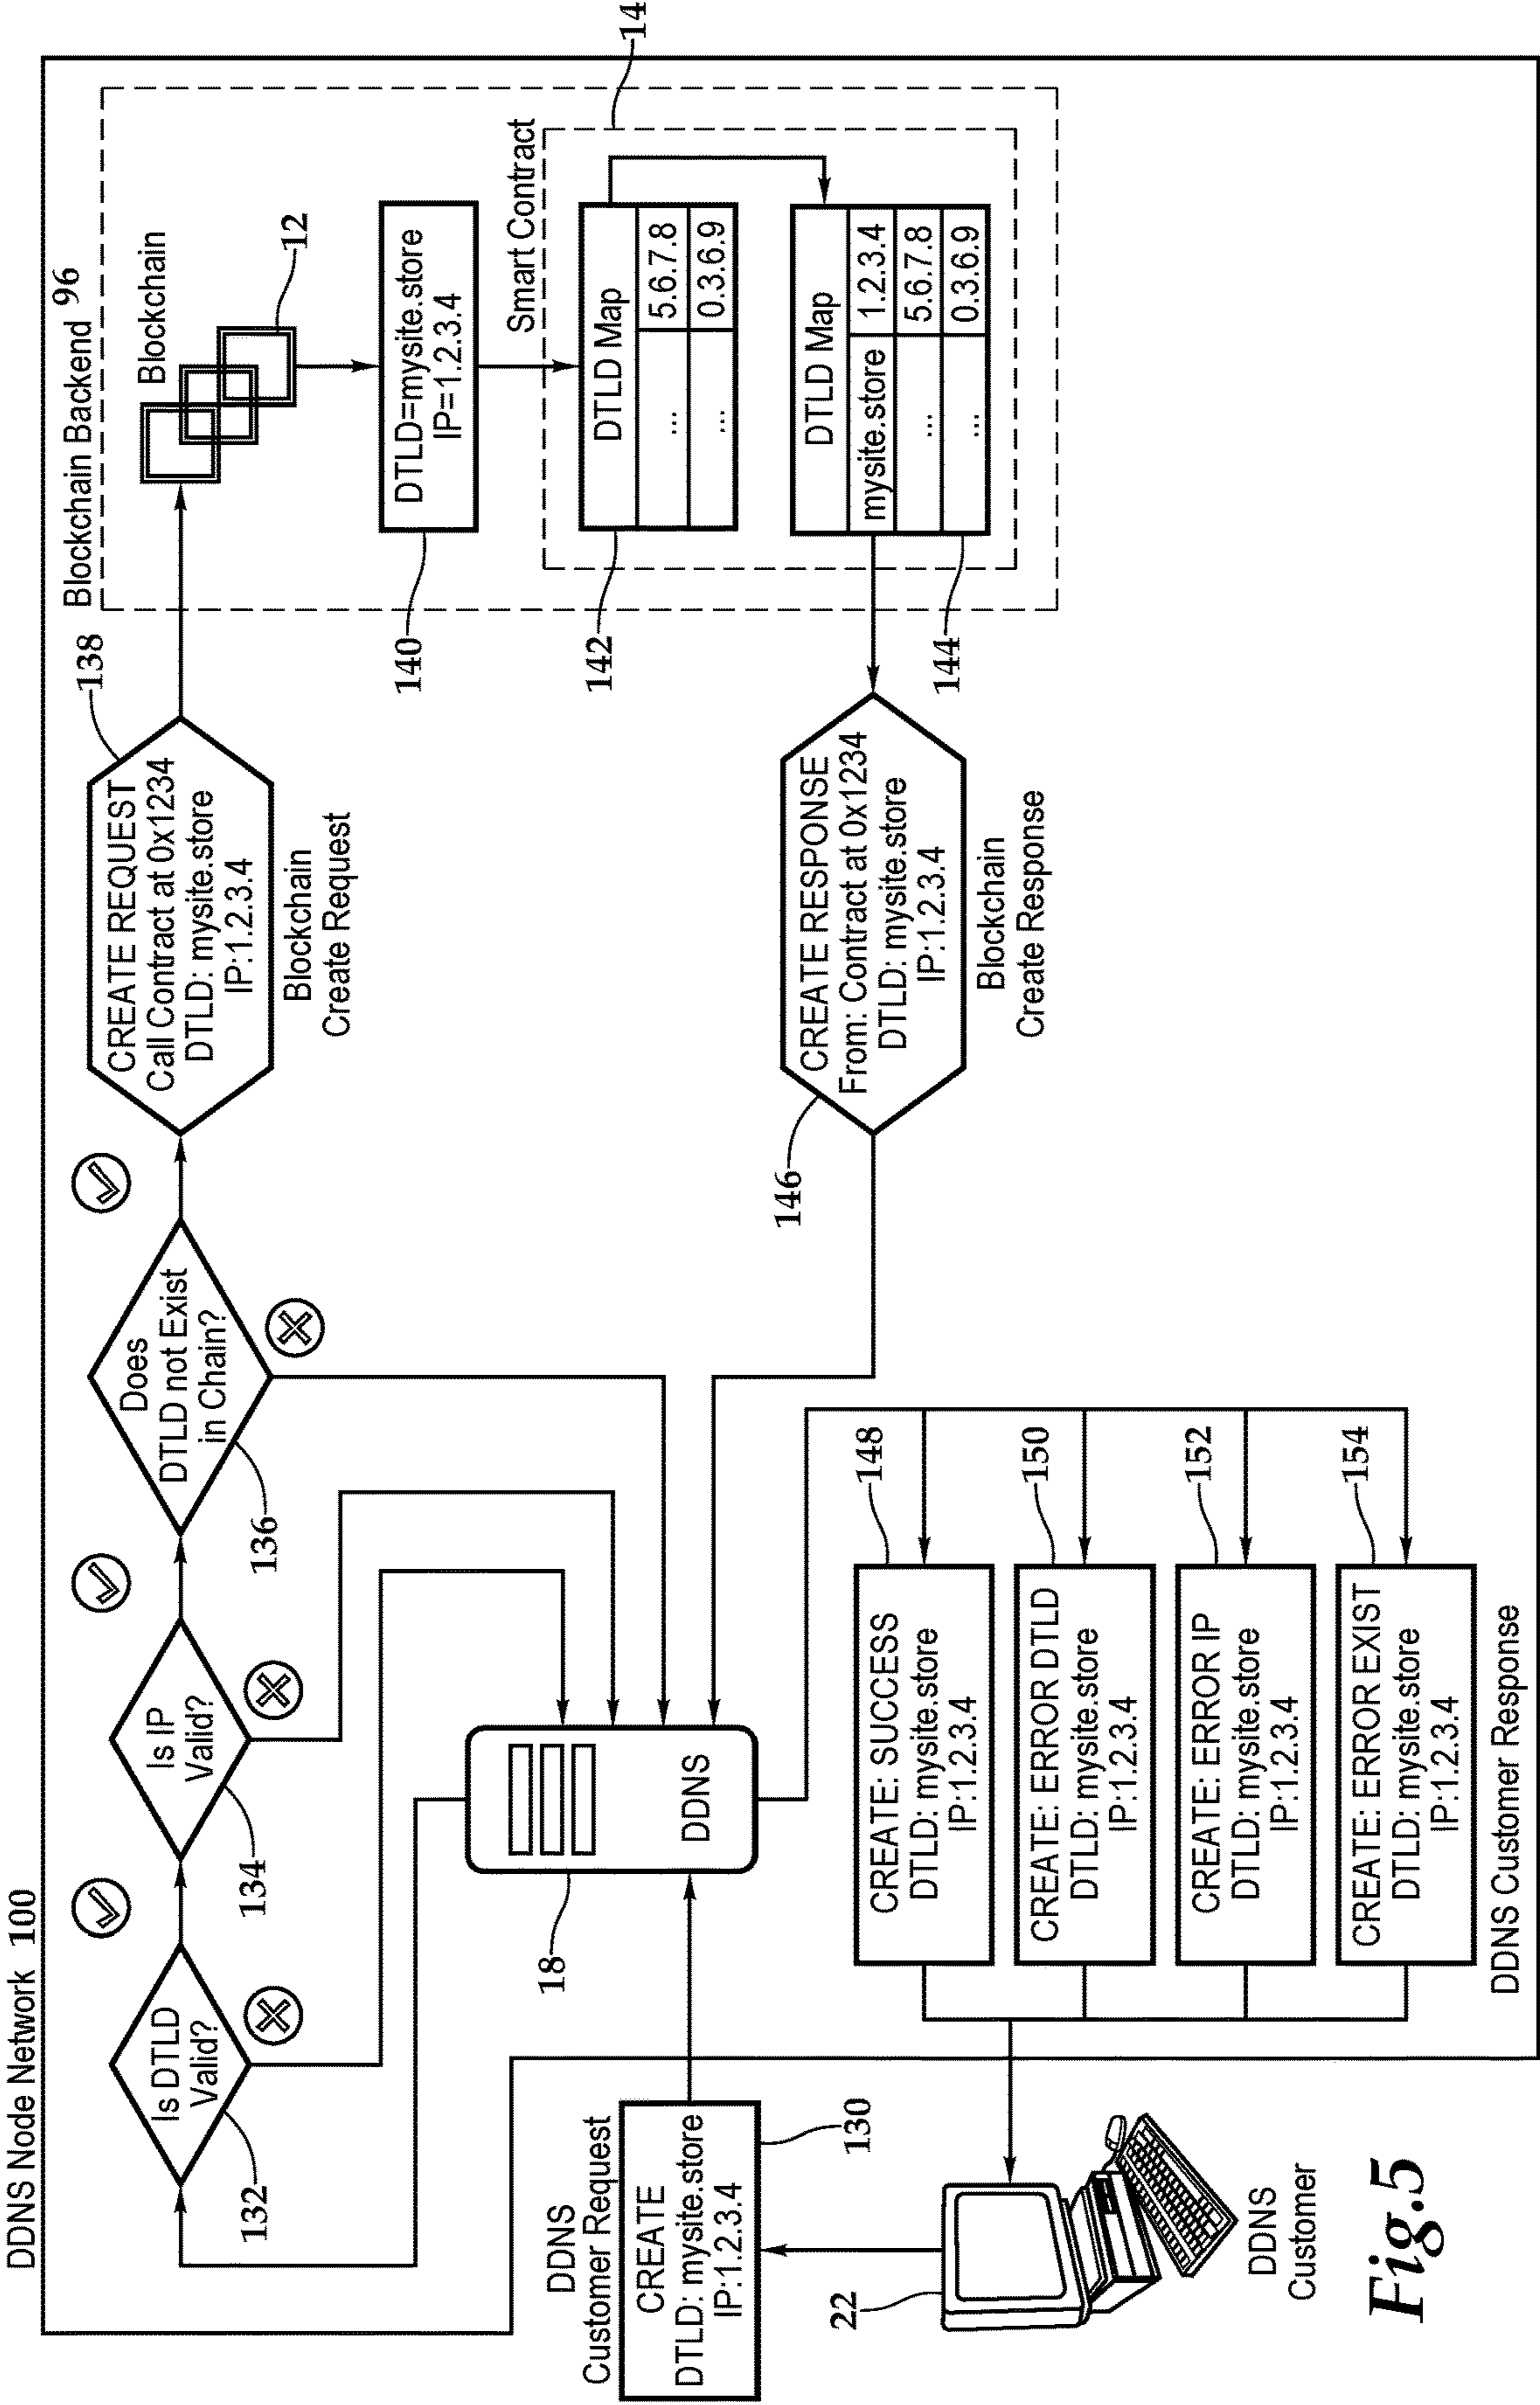 DDNS Node Network 100
Is DTLD
Valid?
132
Is IP
Valid?
134
Does
DTLD not Exist
in Chain?
136
CREATE REQUEST
Call Contract at 0x1234
DTLD: mysite.store
IP:1.2.3.4
138
Blockchain
Create Request
Blockchain Backend 96
Blockchain
12
DTLD=mysite.store
IP=1.2.3.4
140
Smart Contract
14
DTLD Map
... 5.6.7.8
... 0.3.6.9
142
DTLD Map
mysite.store 1.2.3.4
... 5.6.7.8
... 0.3.6.9
144
CREATE RESPONSE
From: Contract at 0x1234
DTLD: mysite.store
IP:1.2.3.4
146
Blockchain
Create Response
DDNS
18
DDNS
Customer Request
CREATE
DTLD: mysite.store
IP:1.2.3.4
130
CREATE: SUCCESS
DTLD: mysite.store
IP:1.2.3.4
148
CREATE: ERROR DTLD
DTLD: mysite.store
IP:1.2.3.4
150
CREATE: ERROR IP
DTLD: mysite.store
IP:1.2.3.4
152
CREATE: ERROR EXIST
DTLD: mysite.store
IP:1.2.3.4
154
DDNS Customer Response
22
DDNS
Customer
Fig.5